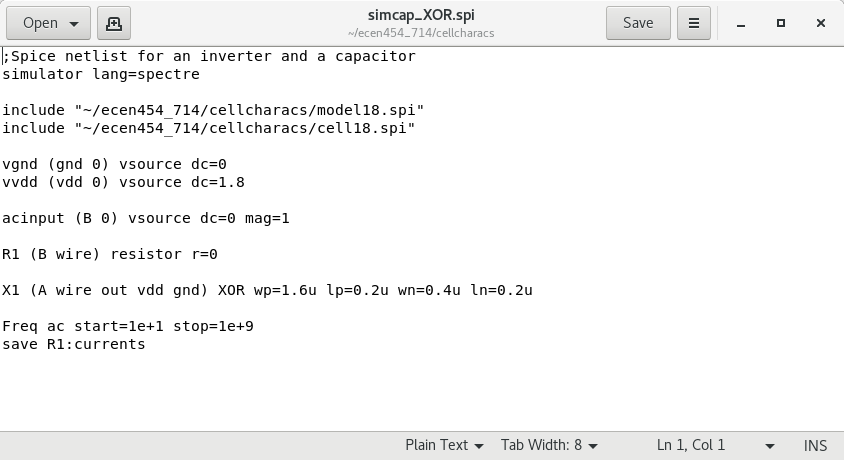 Open
simcap_XOR.spi
~/ecen454_714/cellcharacs
Save
;Spice netlist for an inverter and a capacitor
simulator lang=spectre
include "~/ecen454_714/cellcharacs/model18.spi"
include "~/ecen454_714/cellcharacs/cell18.spi"
vgnd (gnd 0) vsource dc=0
vvdd (vdd 0) vsource dc=1.8
acinput (B 0) vsource dc=0 mag=1
R1 (B wire) resistor r=0
X1 (A wire out vdd gnd) XOR wp=1.6u lp=0.2u wn=0.4u ln=0.2u
Freq ac start=1e+1 stop=1e+9
save R1:currents
Plain Text
Tab Width: 8
Ln 1, Col 1
INS